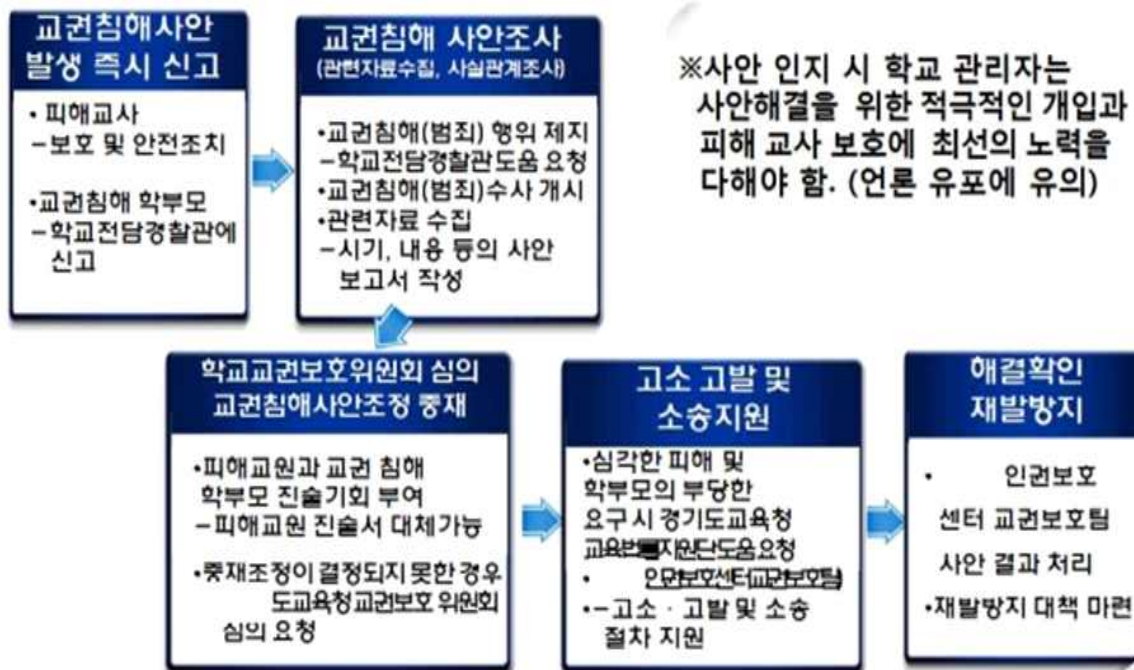 교권침해사안
발생 즉시 신고
• 피해교사
–보호 및 안전조치
•교권침해 학부모
–학교전담경찰관에
신고
교권침해 사안조사
(관련자료수집, 사실관계조사)
•교권침해(범죄) 행위 제지
–학교전담경찰관도움 요청
•교권침해(범죄)수사 개시
•관련자료 수집
–시기, 내용 등의 사안
보고서 작성
※사안 인지 시 학교 관리자는
사안해결을 위한 적극적인 개입과
피해 교사 보호에 최선의 노력을
다해야 함. (언론 유포에 유의)
학교교권보호위원회 심의
교권침해사안조정 중재
•피해교원과 교권 침해
학부모 진술기회 부여
–피해교원 진술서 대체가능
•중재조정이 결정되지 못한 경우
도교육청교권보호 위원회
심의 요청
고소 고발 및
소송지원
•심각한 피해 및
학부모의 부당한
요구시 경기도교육청
교육법률지원단도움요청
• 인권보호센터(교권보호팀)
•–고소 · 고발 및 소송
절차 지원
해결확인
재발방지
• 인권보호
센터 교권보호팀
사안 결과 처리
•재발방지 대책 마련